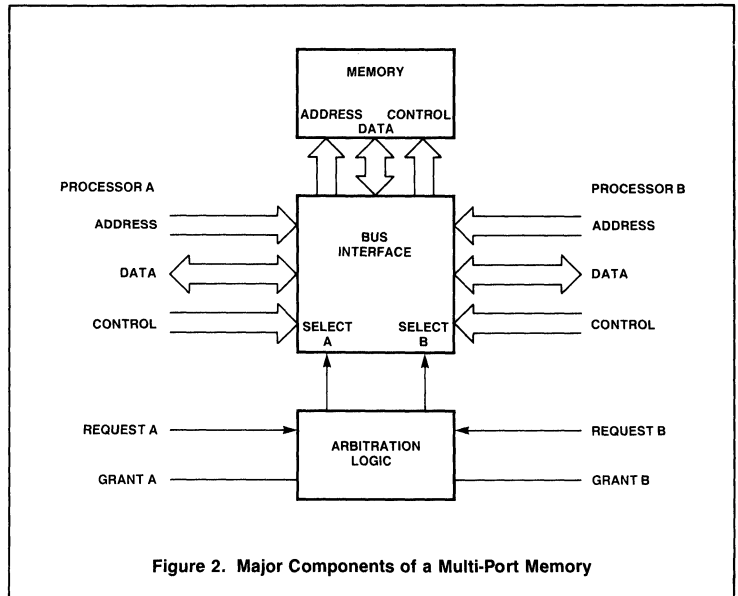 MEMORY
ADDRESS CONTROL
DATA
PROCESSOR A
PROCESSOR B
ADDRESS
ADDRESS
BUS
INTERFACE
DATA
DATA
CONTROL
CONTROL
SELECT
A
SELECT
B
REQUEST A
REQUEST B
ARBITRATION
LOGIC
GRANT A
GRANT B
Figure 2. Major Components of a Multi-Port Memory